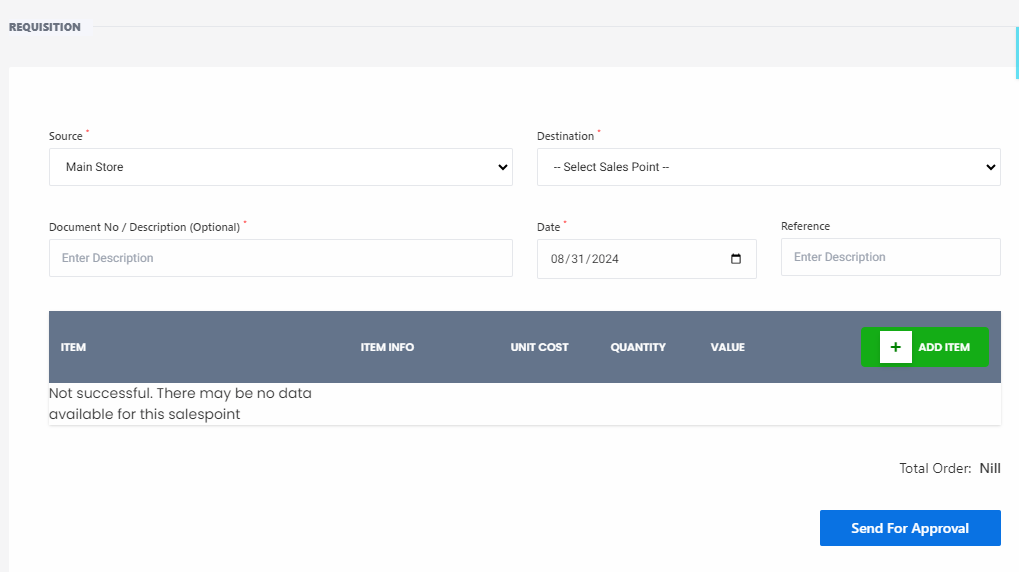 REQUISITION
Source *
Destination *
Main Store
-- Select Sales Point --
Document No / Description (Optional) *
Date *
Reference
Enter Description
08/31/2024
Enter Description
ITEM
ITEM INFO
UNIT COST
QUANTITY
VALUE
+ ADD ITEM
Not successful. There may be no data
available for this salespoint
Total Order: Nill
Send For Approval